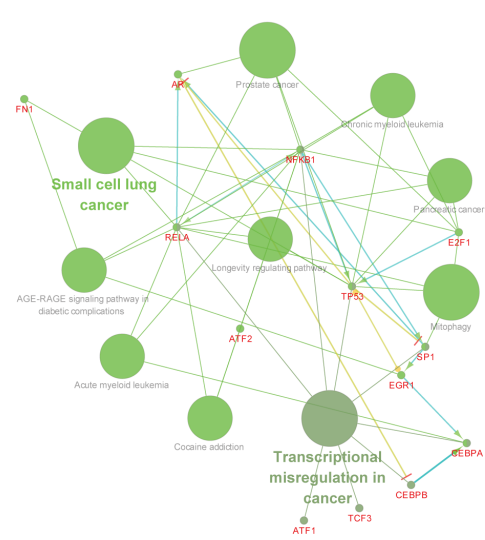 AR
Prostate cancer
FN1
Chronic myeloid leukemia
NFKB1
Small cell lung
cancer
Pancreatic cancer
RELA
E2F1
Longevity regulating pathway
AGE-RAGE signaling pathway in
diabetic complications
TP53
Mitophagy
ATF2
SP1
Acute myeloid leukemia
EGR1
Cocaine addiction
CEBPA
Transcriptional
misregulation in
cancer
CEBPB
TCF3
ATF1